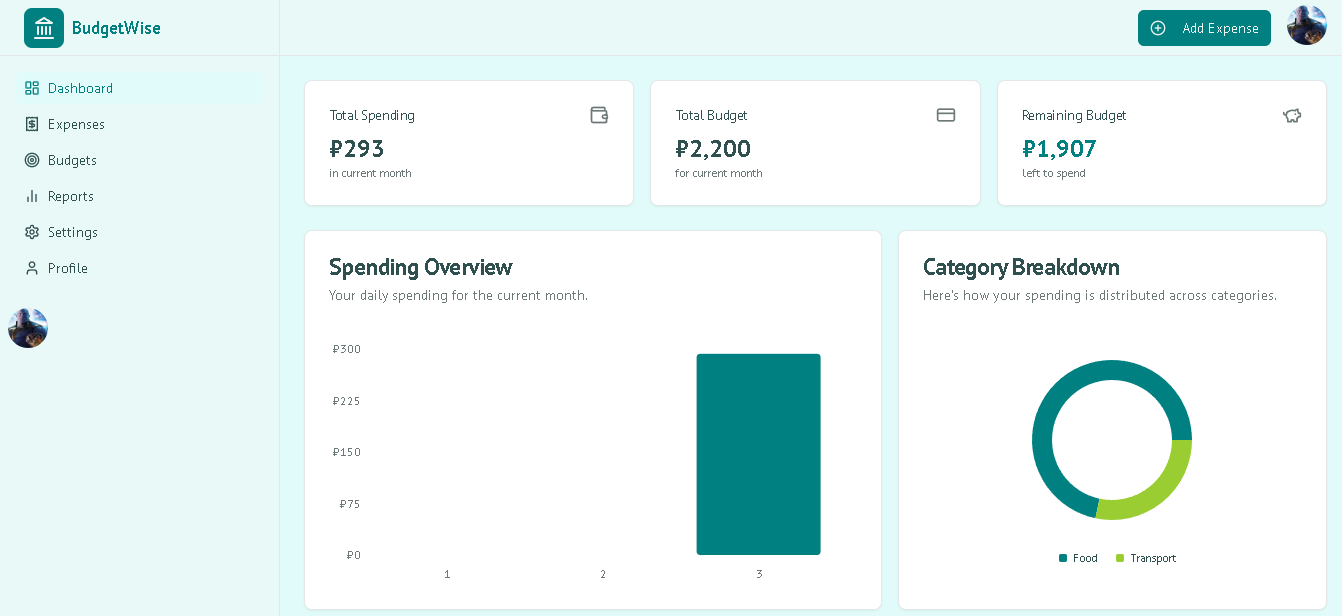 BudgetWise
Add Expense
Dashboard
Expenses
Budgets
Reports
Settings
Profile
Total Spending
₽293
in current month
Total Budget
₽2,200
for current month
Remaining Budget
₽1,907
left to spend
Spending Overview
Your daily spending for the current month.
₽300
₽225
₽150
₽75
₽0
1 2 3
Category Breakdown
Here's how your spending is distributed across categories.
Food Transport